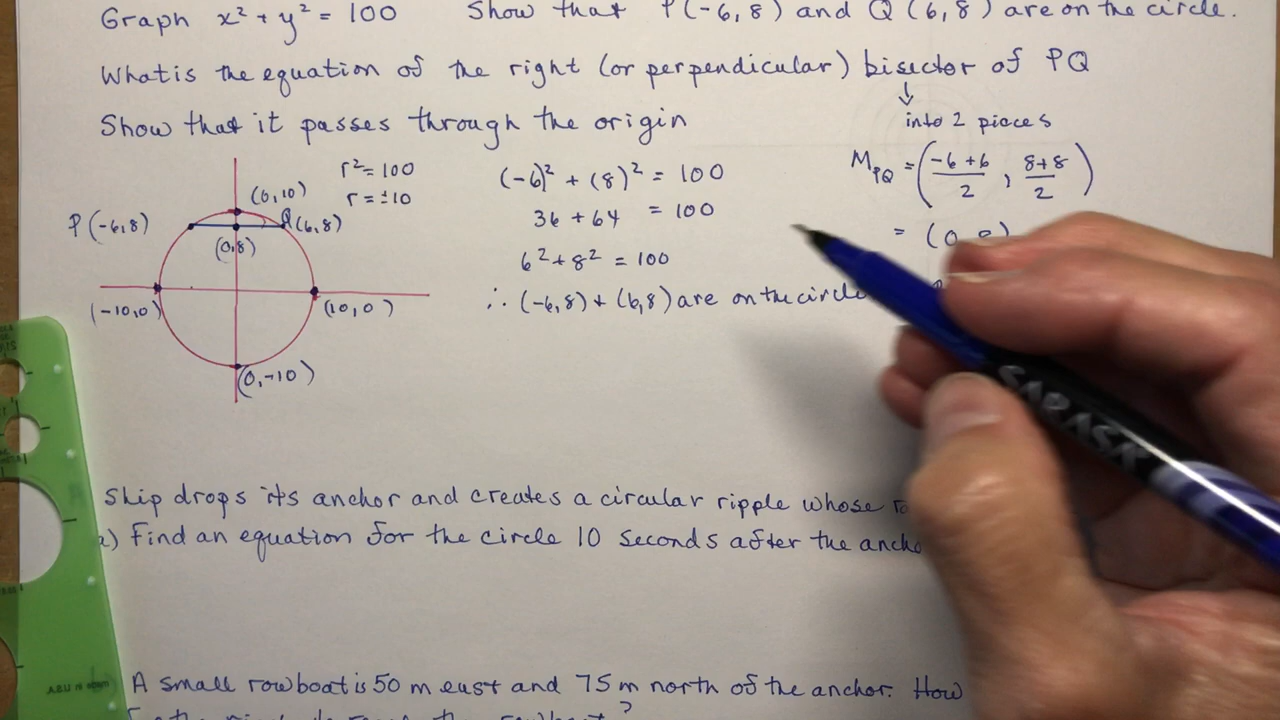 Graph x² + y² = 100 Show that P(-6,8) and Q(6,8) are on the circle.
What is the equation of the right (or perpendicular) bisector of PQ
↓
into 2 pieces
Show that it passes through the origin
r² = 100
r = ±10
(0,10)
P(-6,8)
Q(6,8)
(0,8)
(-10,0)
(10,0)
(0,-10)
(-6)² + (8)² = 100
36 + 64 = 100
6² + 8² = 100
∴ (-6,8) + (6,8) are on the circle
M_PQ = (-6+6/2, 8+8/2)
= (0,8)
Ship drops its anchor and creates a circular ripple whose
a) Find an equation for the circle 10 seconds after the
A small rowboat is 50 m east and 75 m north of the anchor. How
?
SARASA
MADE IN U.S.A.